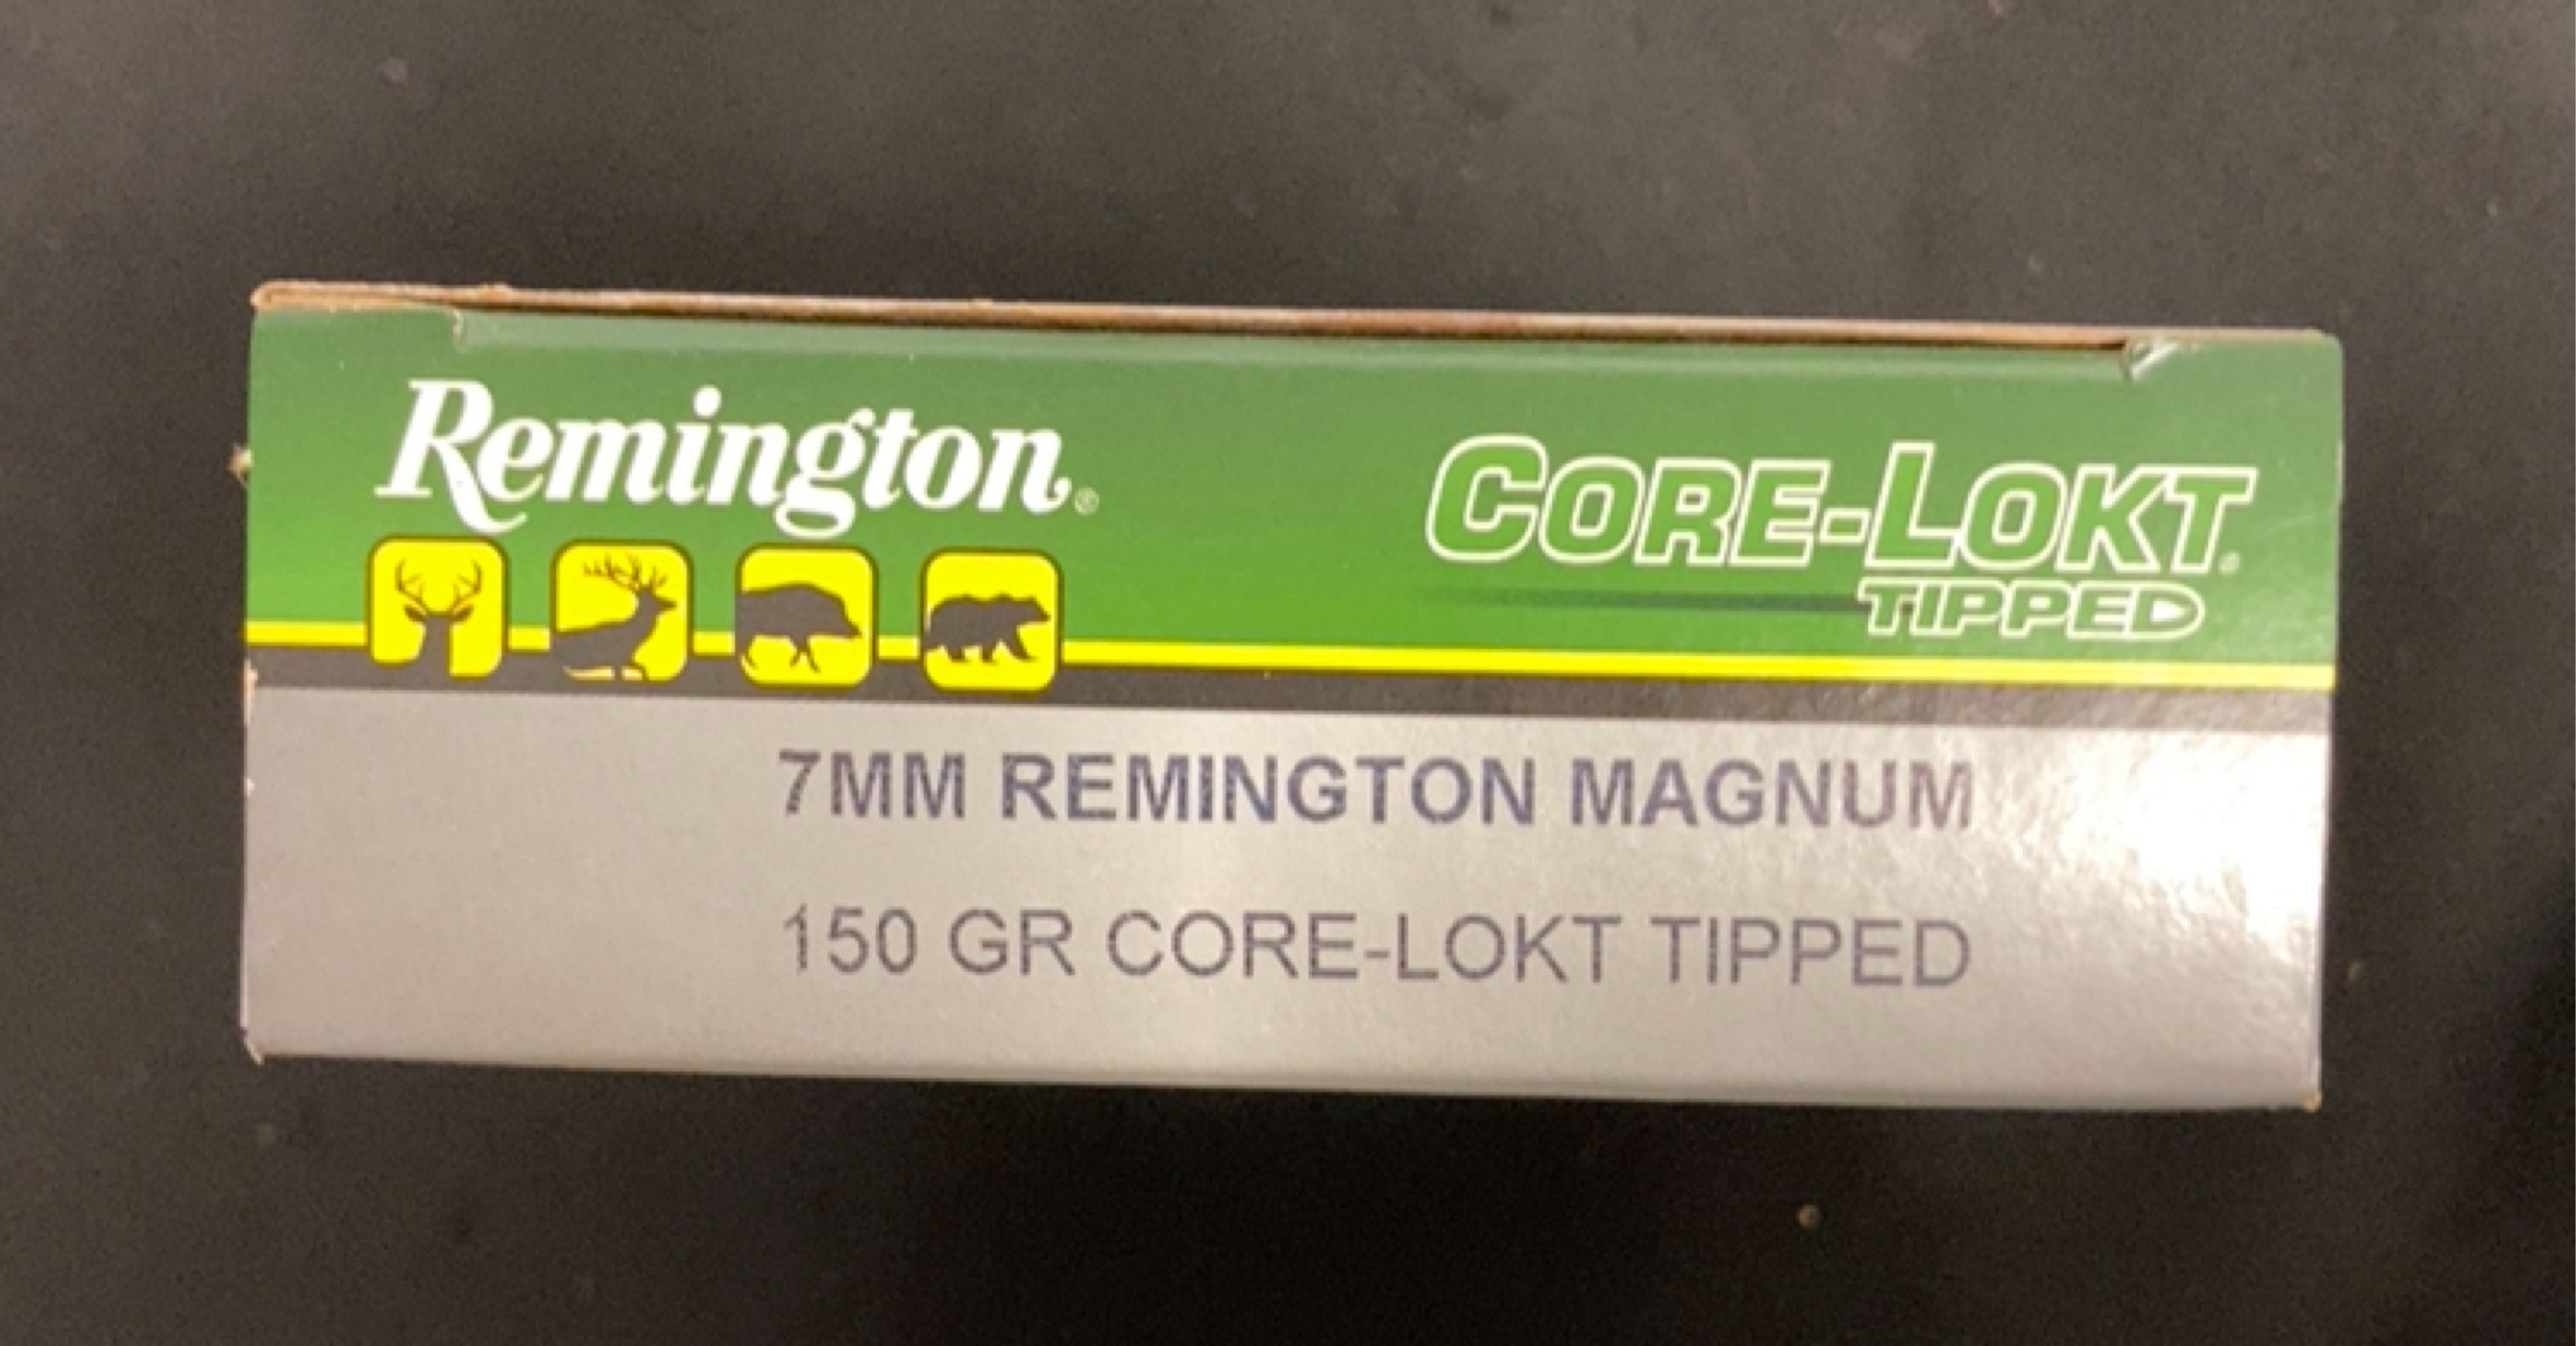 Remington®
CORE-LOKT
TIPPED
7MM REMINGTON MAGNUM
150 GR CORE-LOKT TIPPED